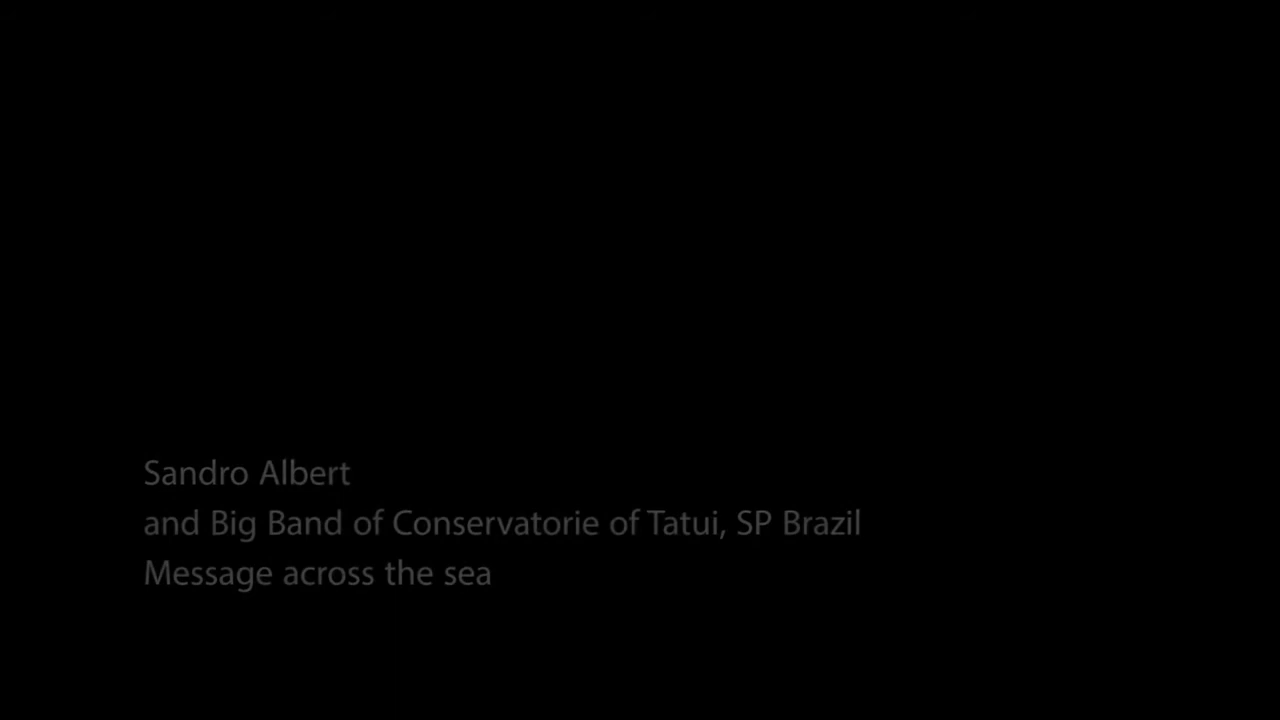 Sandro Albert
and Big Band of Conservatorie of Tatui, SP Brazil
Message across the sea